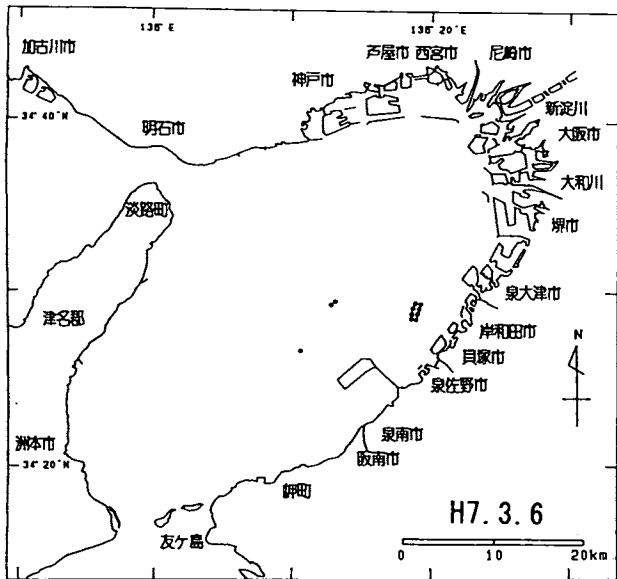 135°E
135°20'E
加古川市
芦屋市 西宮市 尼崎市
神戸市
新淀川
34°40'N
明石市
大阪市
大和川
淡路町
堺市
泉大津市
津名郡
岸和田市
N
貝塚市
泉佐野市
泉南市
洲本市
阪南市
34°20'N
岬町
H7.3.6
友ケ島
0 10 20km